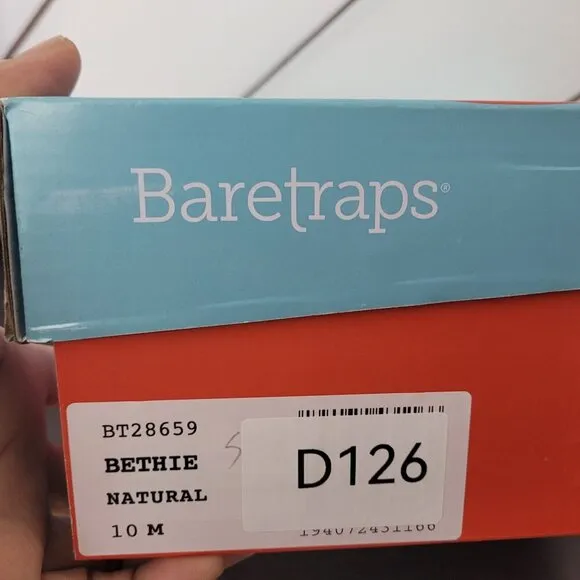 Baretraps®
BT28659
BETHIE
NATURAL
10 M
D126